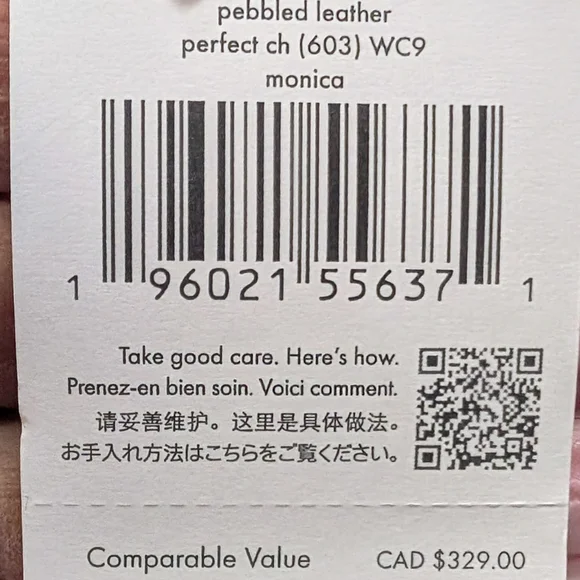 pebbled leather
perfect ch (603) WC9
monica
1 96021 55637 1
Take good care. Here's how.
Prenez-en bien soin. Voici comment.
请妥善维护。这里是具体做法。
お手入れ方法はこちらをご覧ください。
Comparable Value CAD $329.00